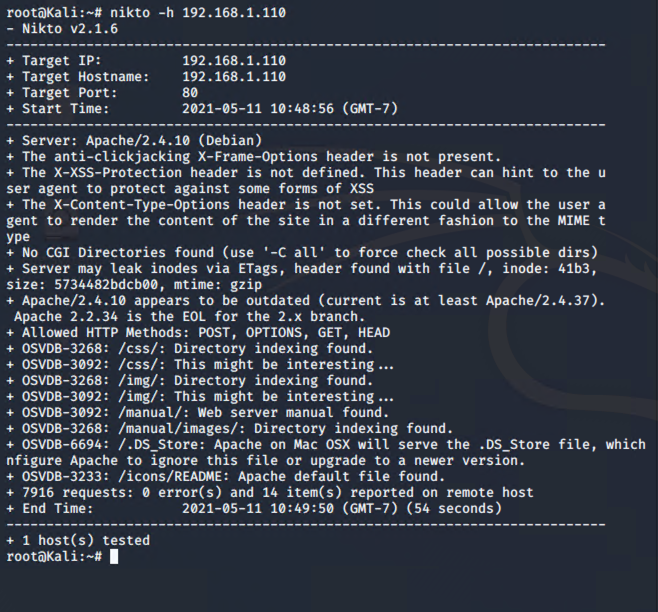 root@Kali:~# nikto -h 192.168.1.110
- Nikto v2.1.6
---------------------------------------------------------------------------
+ Target IP:          192.168.1.110
+ Target Hostname:    192.168.1.110
+ Target Port:        80
+ Start Time:         2021-05-11 10:48:56 (GMT-7)
---------------------------------------------------------------------------
+ Server: Apache/2.4.10 (Debian)
+ The anti-clickjacking X-Frame-Options header is not present.
+ The X-XSS-Protection header is not defined. This header can hint to the u
ser agent to protect against some forms of XSS
+ The X-Content-Type-Options header is not set. This could allow the user a
gent to render the content of the site in a different fashion to the MIME t
ype
+ No CGI Directories found (use '-C all' to force check all possible dirs)
+ Server may leak inodes via ETags, header found with file /, inode: 41b3,
size: 5734482bdcb00, mtime: gzip
+ Apache/2.4.10 appears to be outdated (current is at least Apache/2.4.37).
 Apache 2.2.34 is the EOL for the 2.x branch.
+ Allowed HTTP Methods: POST, OPTIONS, GET, HEAD
+ OSVDB-3268: /css/: Directory indexing found.
+ OSVDB-3092: /css/: This might be interesting...
+ OSVDB-3268: /img/: Directory indexing found.
+ OSVDB-3092: /img/: This might be interesting...
+ OSVDB-3092: /manual/: Web server manual found.
+ OSVDB-3268: /manual/images/: Directory indexing found.
+ OSVDB-6694: /.DS_Store: Apache on Mac OSX will serve the .DS_Store file, which
nfigure Apache to ignore this file or upgrade to a newer version.
+ OSVDB-3233: /icons/README: Apache default file found.
+ 7916 requests: 0 error(s) and 14 item(s) reported on remote host
+ End Time:           2021-05-11 10:49:50 (GMT-7) (54 seconds)
---------------------------------------------------------------------------
+ 1 host(s) tested
root@Kali:~#